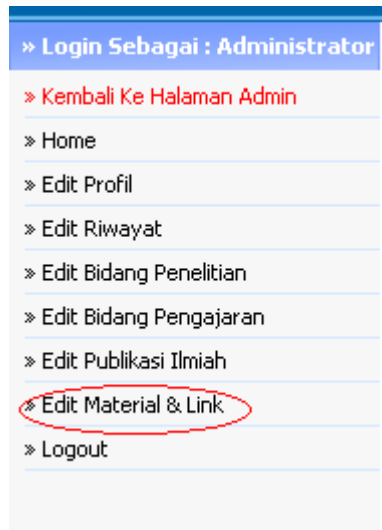 » Login Sebagai : Administrator
» Kembali Ke Halaman Admin
» Home
» Edit Profil
» Edit Riwayat
» Edit Bidang Penelitian
» Edit Bidang Pengajaran
» Edit Publikasi Ilmiah
» Edit Material & Link
» Logout